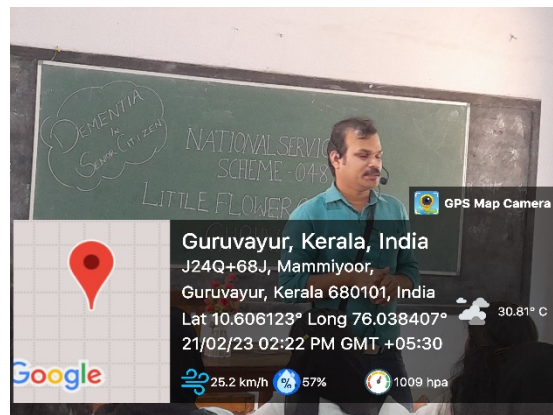 DEMENTIA
IN
SENIOR CITIZEN
NATIONAL SERVIC
SCHEME - 048
LITTLE FLOWER
GPS Map Camera
Guruvayur, Kerala, India
J24Q+68J, Mammiyoor,
Guruvayur, Kerala 680101, India
Lat 10.606123° Long 76.038407°
21/02/23 02:22 PM GMT +05:30
30.81° C
25.2 km/h
57%
1009 hpa
Google